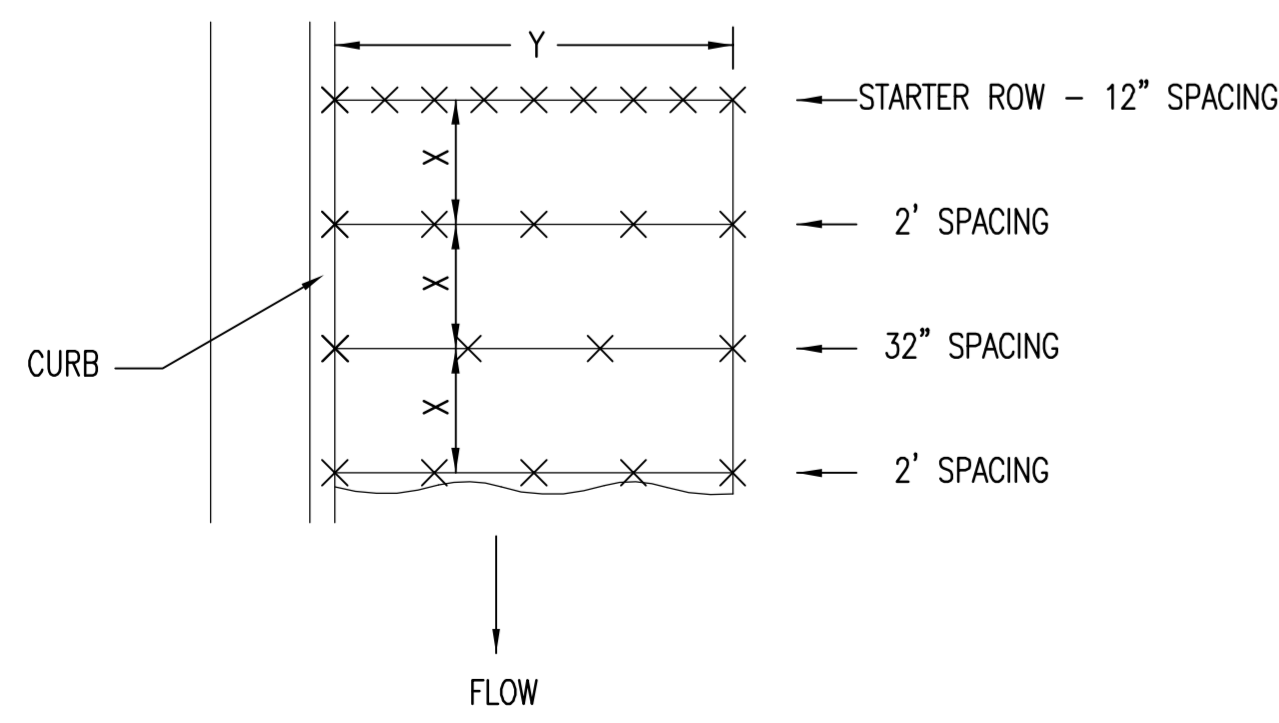 Y
STARTER ROW - 12" SPACING
X
2' SPACING
X
CURB
32" SPACING
X
2' SPACING
FLOW